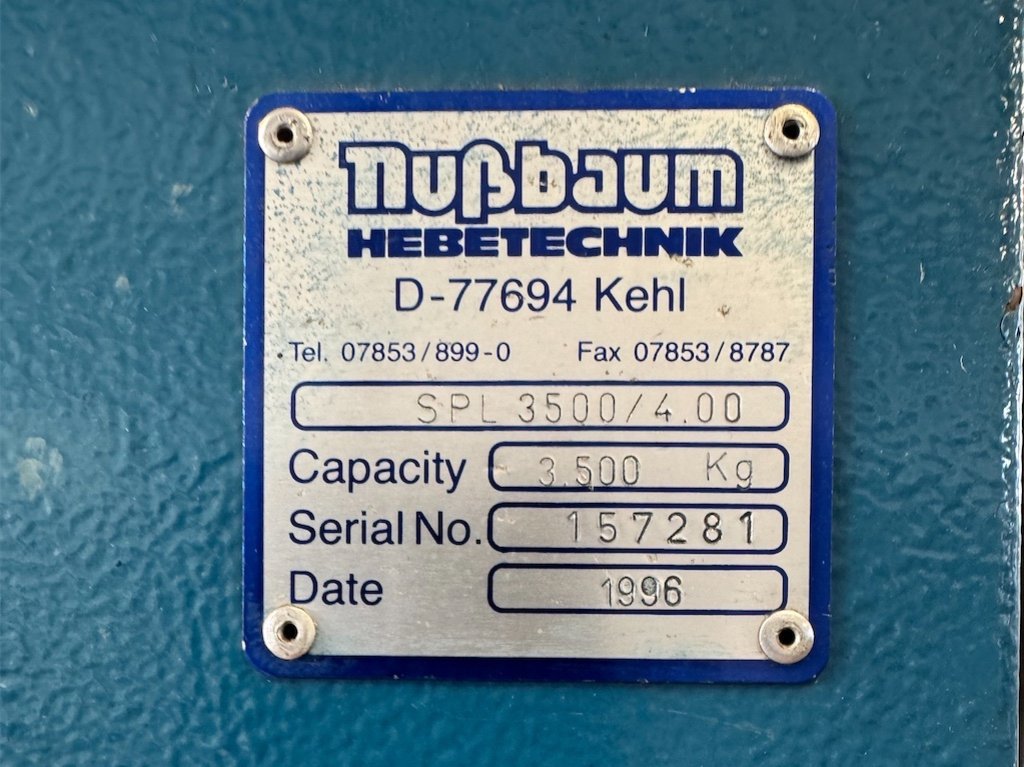 Nußbaum
HEBETECHNIK
D-77694 Kehl
Tel. 07853/899-0 Fax 07853/8787
SPL 3500/4.00
Capacity 3.500 Kg
Serial No. 157281
Date 1996